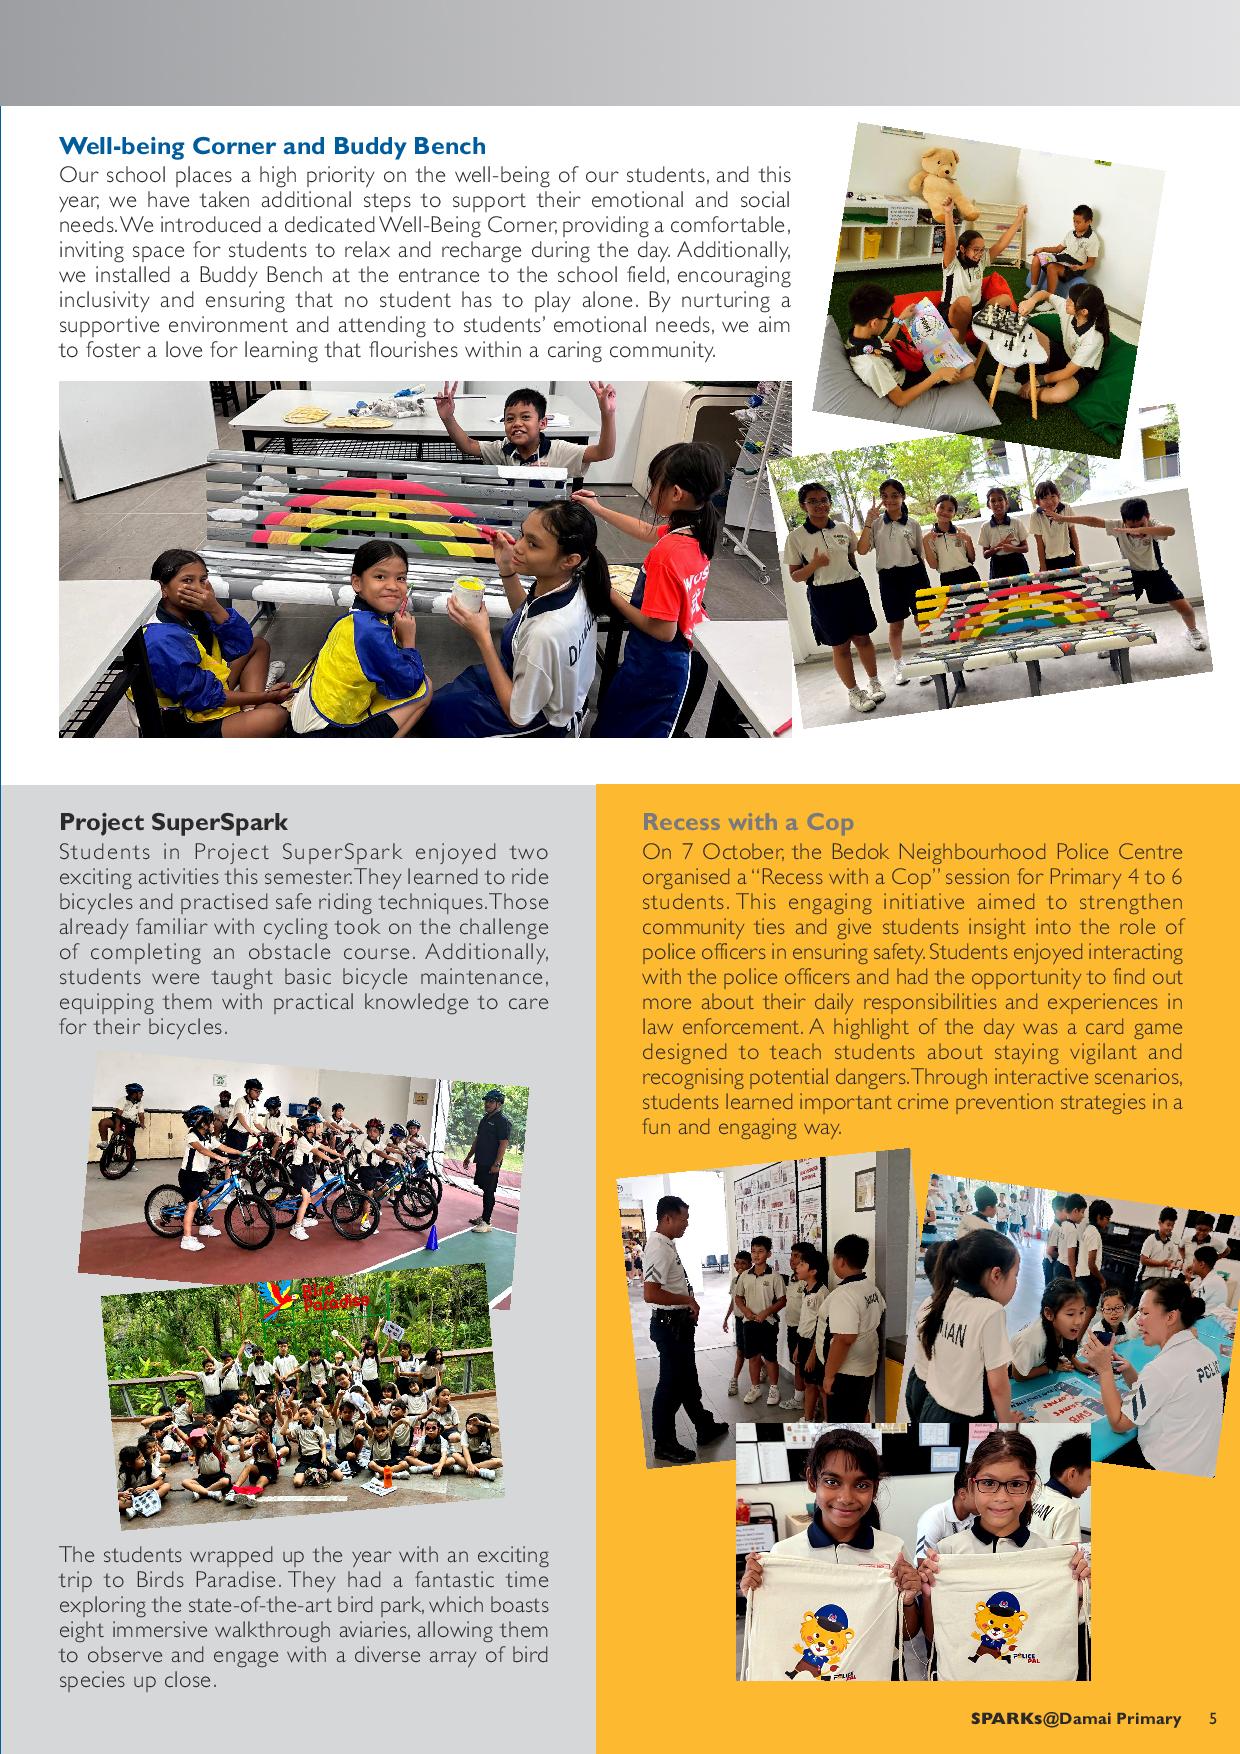 Well-being Corner and Buddy Bench
Our school places a high priority on the well-being of our students, and this
year, we have taken additional steps to support their emotional and social
needs. We introduced a dedicated Well-Being Corner, providing a comfortable,
inviting space for students to relax and recharge during the day. Additionally,
we installed a Buddy Bench at the entrance to the school field, encouraging
inclusivity and ensuring that no student has to play alone. By nurturing a
supportive environment and attending to students’ emotional needs, we aim
to foster a love for learning that flourishes within a caring community.
Project SuperSpark
Students in Project SuperSpark enjoyed two
exciting activities this semester. They learned to ride
bicycles and practised safe riding techniques. Those
already familiar with cycling took on the challenge
of completing an obstacle course. Additionally,
students were taught basic bicycle maintenance,
equipping them with practical knowledge to care
for their bicycles.
Bird
Paradise
The students wrapped up the year with an exciting
trip to Birds Paradise. They had a fantastic time
exploring the state-of-the-art bird park, which boasts
eight immersive walkthrough aviaries, allowing them
to observe and engage with a diverse array of bird
species up close.
Recess with a Cop
On 7 October, the Bedok Neighbourhood Police Centre
organised a “Recess with a Cop” session for Primary 4 to 6
students. This engaging initiative aimed to strengthen
community ties and give students insight into the role of
police officers in ensuring safety. Students enjoyed interacting
with the police officers and had the opportunity to find out
more about their daily responsibilities and experiences in
law enforcement. A highlight of the day was a card game
designed to teach students about staying vigilant and
recognising potential dangers. Through interactive scenarios,
students learned important crime prevention strategies in a
fun and engaging way.
POLICE
PAL
POLICE
PAL
SPARKs@Damai Primary 5